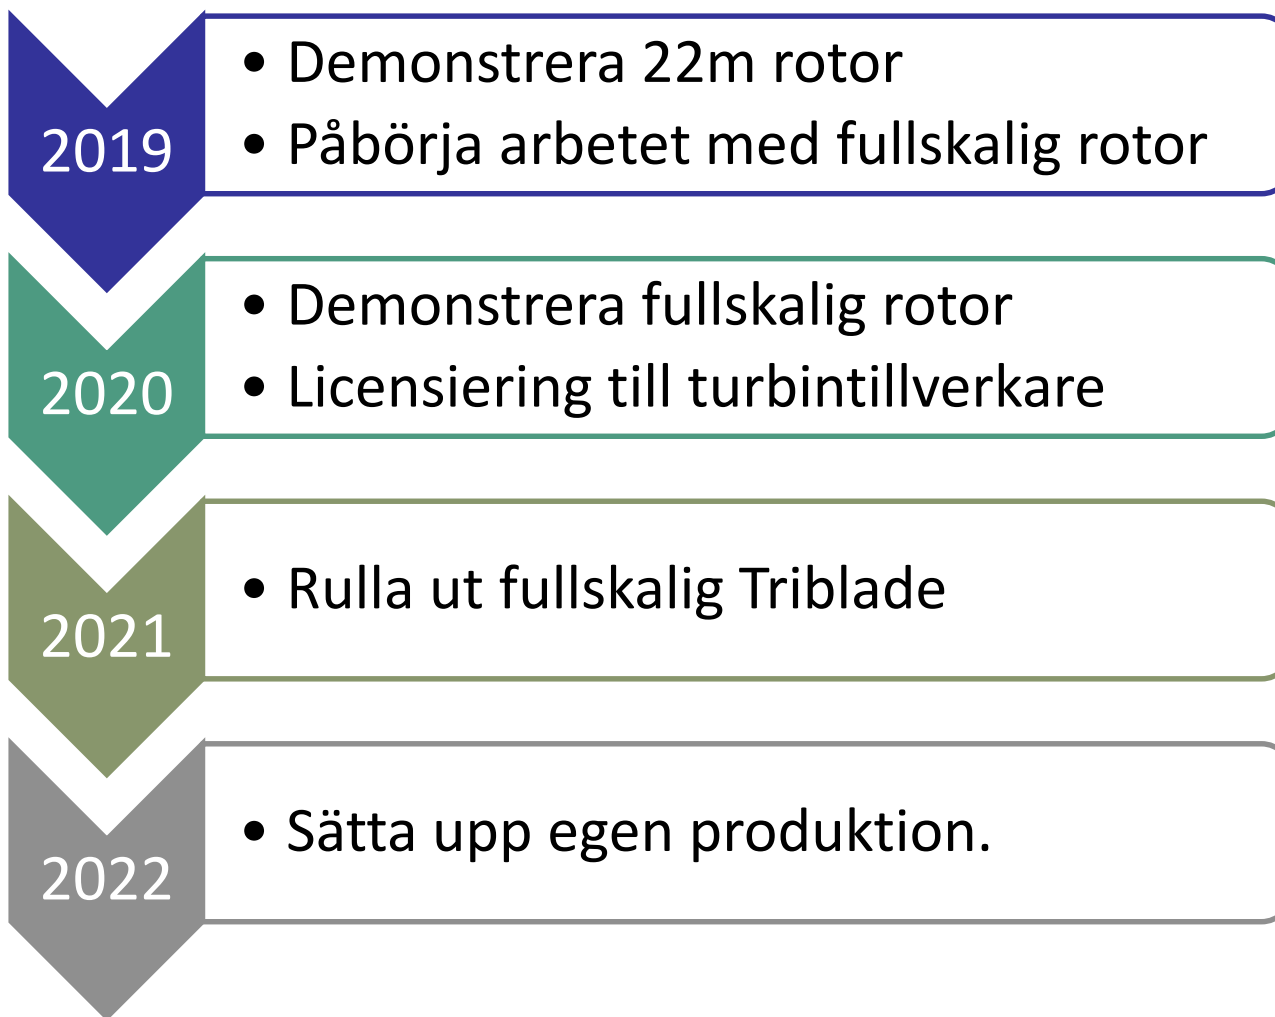 2019
• Demonstrera 22m rotor
• Påbörja arbetet med fullskalig rotor
2020
• Demonstrera fullskalig rotor
• Licensiering till turbintillverkare
2021
• Rulla ut fullskalig Triblade
2022
• Sätta upp egen produktion.